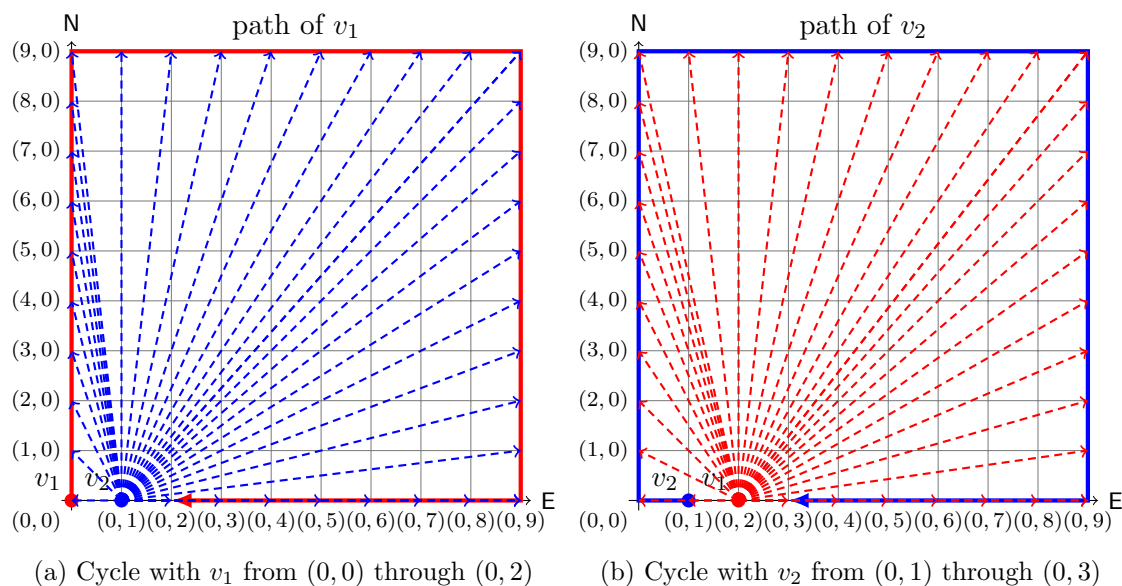 N
path of v₁
(9, 0)
(8, 0)
(7, 0)
(6, 0)
(5, 0)
(4, 0)
(3, 0)
(2, 0)
(1, 0)
v₁ v₂
E
(0, 0) (0, 1)(0, 2)(0, 3)(0, 4)(0, 5)(0, 6)(0, 7)(0, 8)(0, 9)
(a) Cycle with v₁ from (0, 0) through (0, 2)
N
path of v₂
(9, 0)
(8, 0)
(7, 0)
(6, 0)
(5, 0)
(4, 0)
(3, 0)
(2, 0)
(1, 0)
v₂ v₁
E
(0, 0) (0, 1)(0, 2)(0, 3)(0, 4)(0, 5)(0, 6)(0, 7)(0, 8)(0, 9)
(b) Cycle with v₂ from (0, 1) through (0, 3)